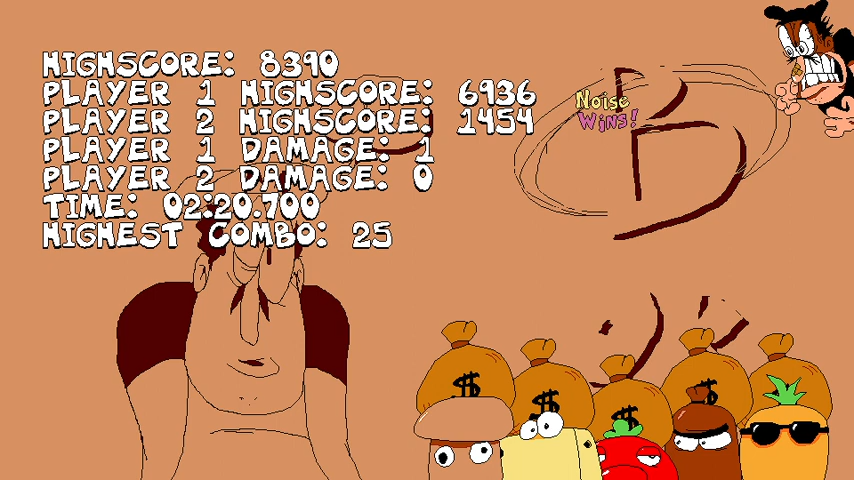 HIGHSCORE: 8390
PLAYER 1 HIGHSCORE: 6936
PLAYER 2 HIGHSCORE: 1454
PLAYER 1 DAMAGE: 1
PLAYER 2 DAMAGE: 0
TIME: 02:20.700
HIGHEST COMBO: 25
NOiSe
WiNS!
B
$ $ $ $